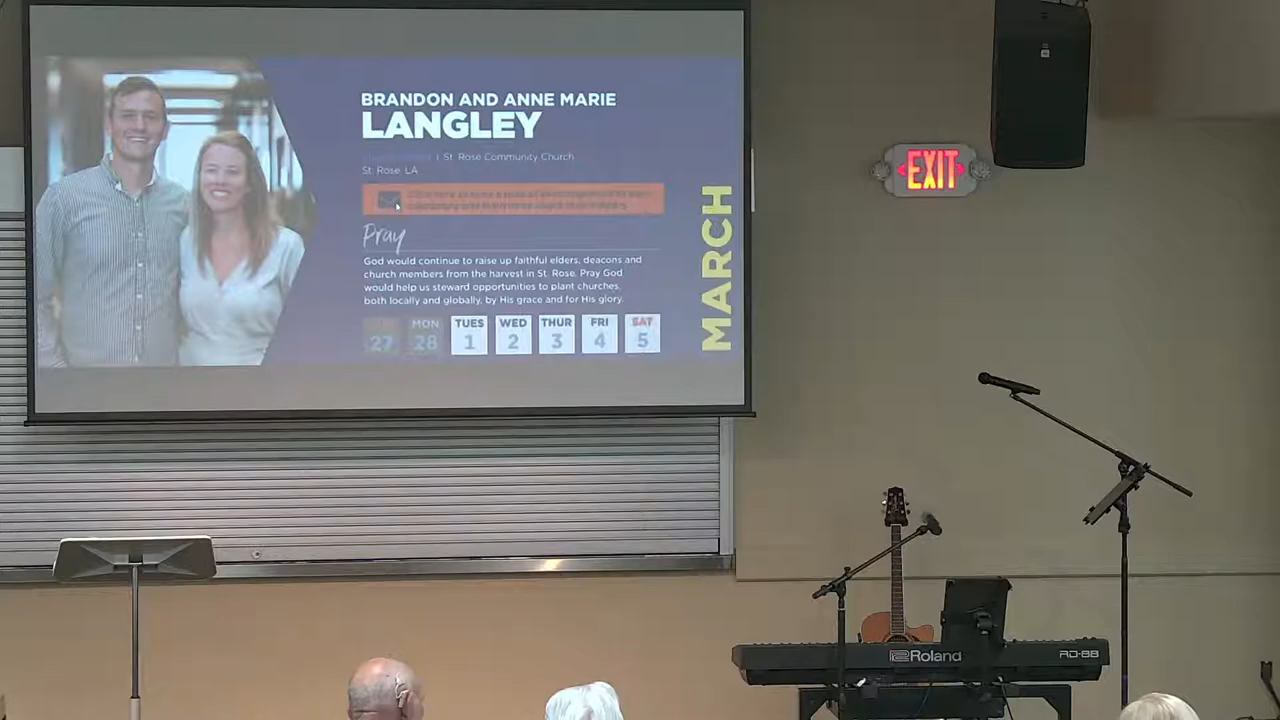 BRANDON AND ANNE MARIE
LANGLEY
| St. Rose Community Church
St. Rose, LA
Pray
God would continue to raise up faithful elders, deacons and
church members from the harvest in St. Rose. Pray God
would help us steward opportunities to plant churches,
both locally and globally, by His grace and for His glory.
27 MON 28 TUES 1 WED 2 THUR 3 FRI 4 SAT 5
MARCH
EXIT
Roland
RD-88